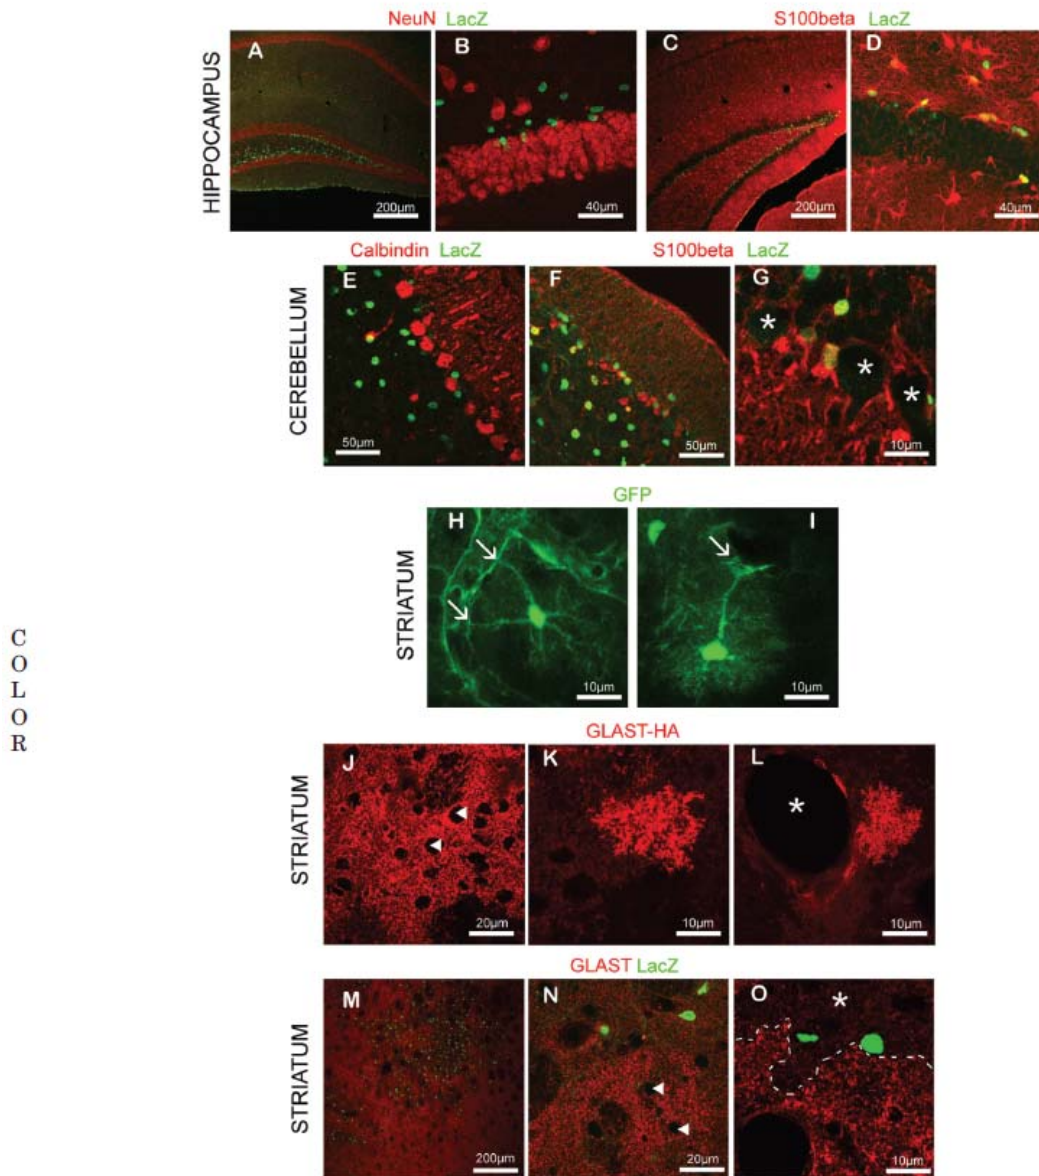 NeuN LacZ
S100beta LacZ
HIPPOCAMPUS
A
B
C
D
200µm
40µm
200µm
40µm
Calbindin LacZ
S100beta LacZ
CEREBELLUM
E
F
G
*
*
*
50µm
50µm
10µm
GFP
STRIATUM
H
I
10µm
10µm
C
O
L
O
R
GLAST-HA
STRIATUM
J
K
L
*
20µm
10µm
10µm
GLAST LacZ
STRIATUM
M
N
O
*
200µm
20µm
10µm